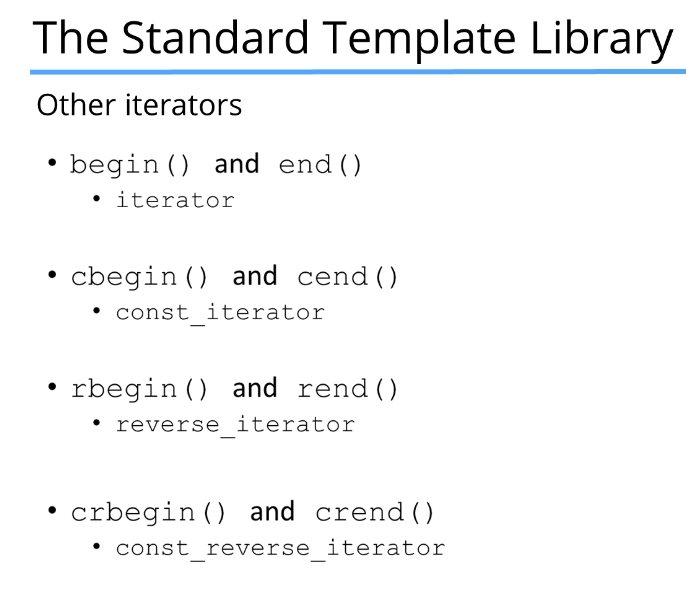 The Standard Template Library
Other iterators
• begin() and end()
• iterator
• cbegin() and cend()
• const_iterator
• rbegin() and rend()
• reverse_iterator
• crbegin() and crend()
• const_reverse_iterator